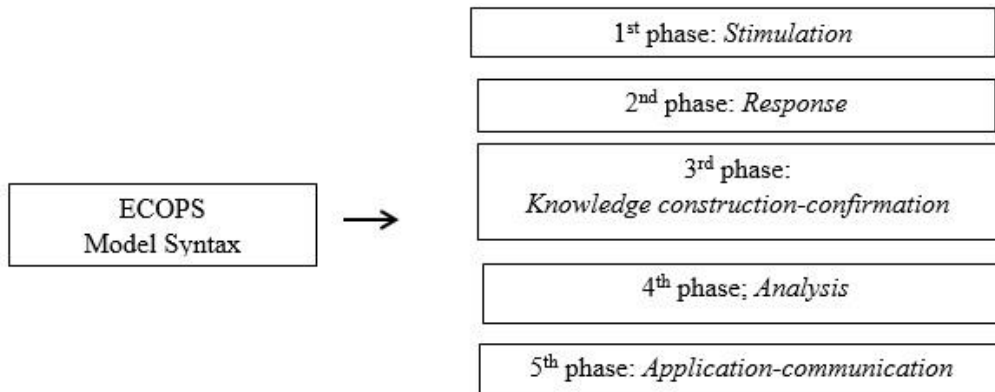 1st phase: Stimulation
2nd phase: Response
3rd phase:
Knowledge construction-confirmation
ECOPS
Model Syntax
4th phase; Analysis
5th phase: Application-communication